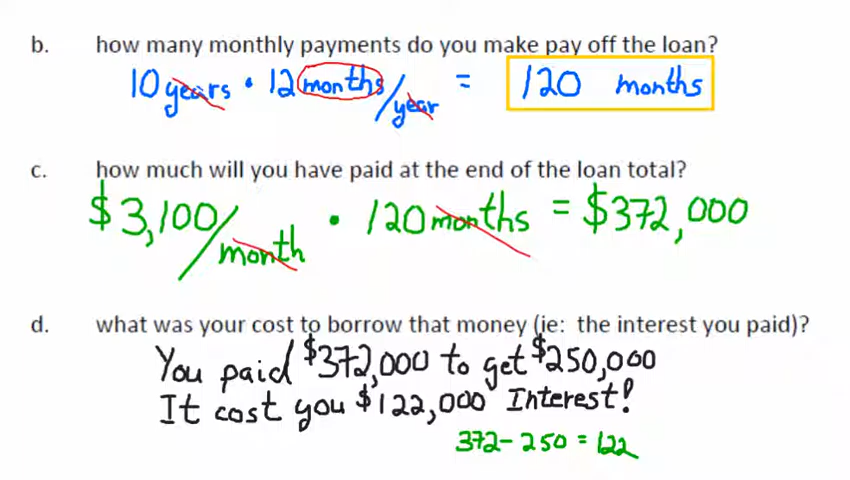 b. how many monthly payments do you make pay off the loan?
10 years • 12 months/year = 120 months
c. how much will you have paid at the end of the loan total?
$3,100/month • 120 months = $372,000
d. what was your cost to borrow that money (ie: the interest you paid)?
You paid $372,000 to get $250,000
It cost you $122,000 Interest!
372-250 = 122